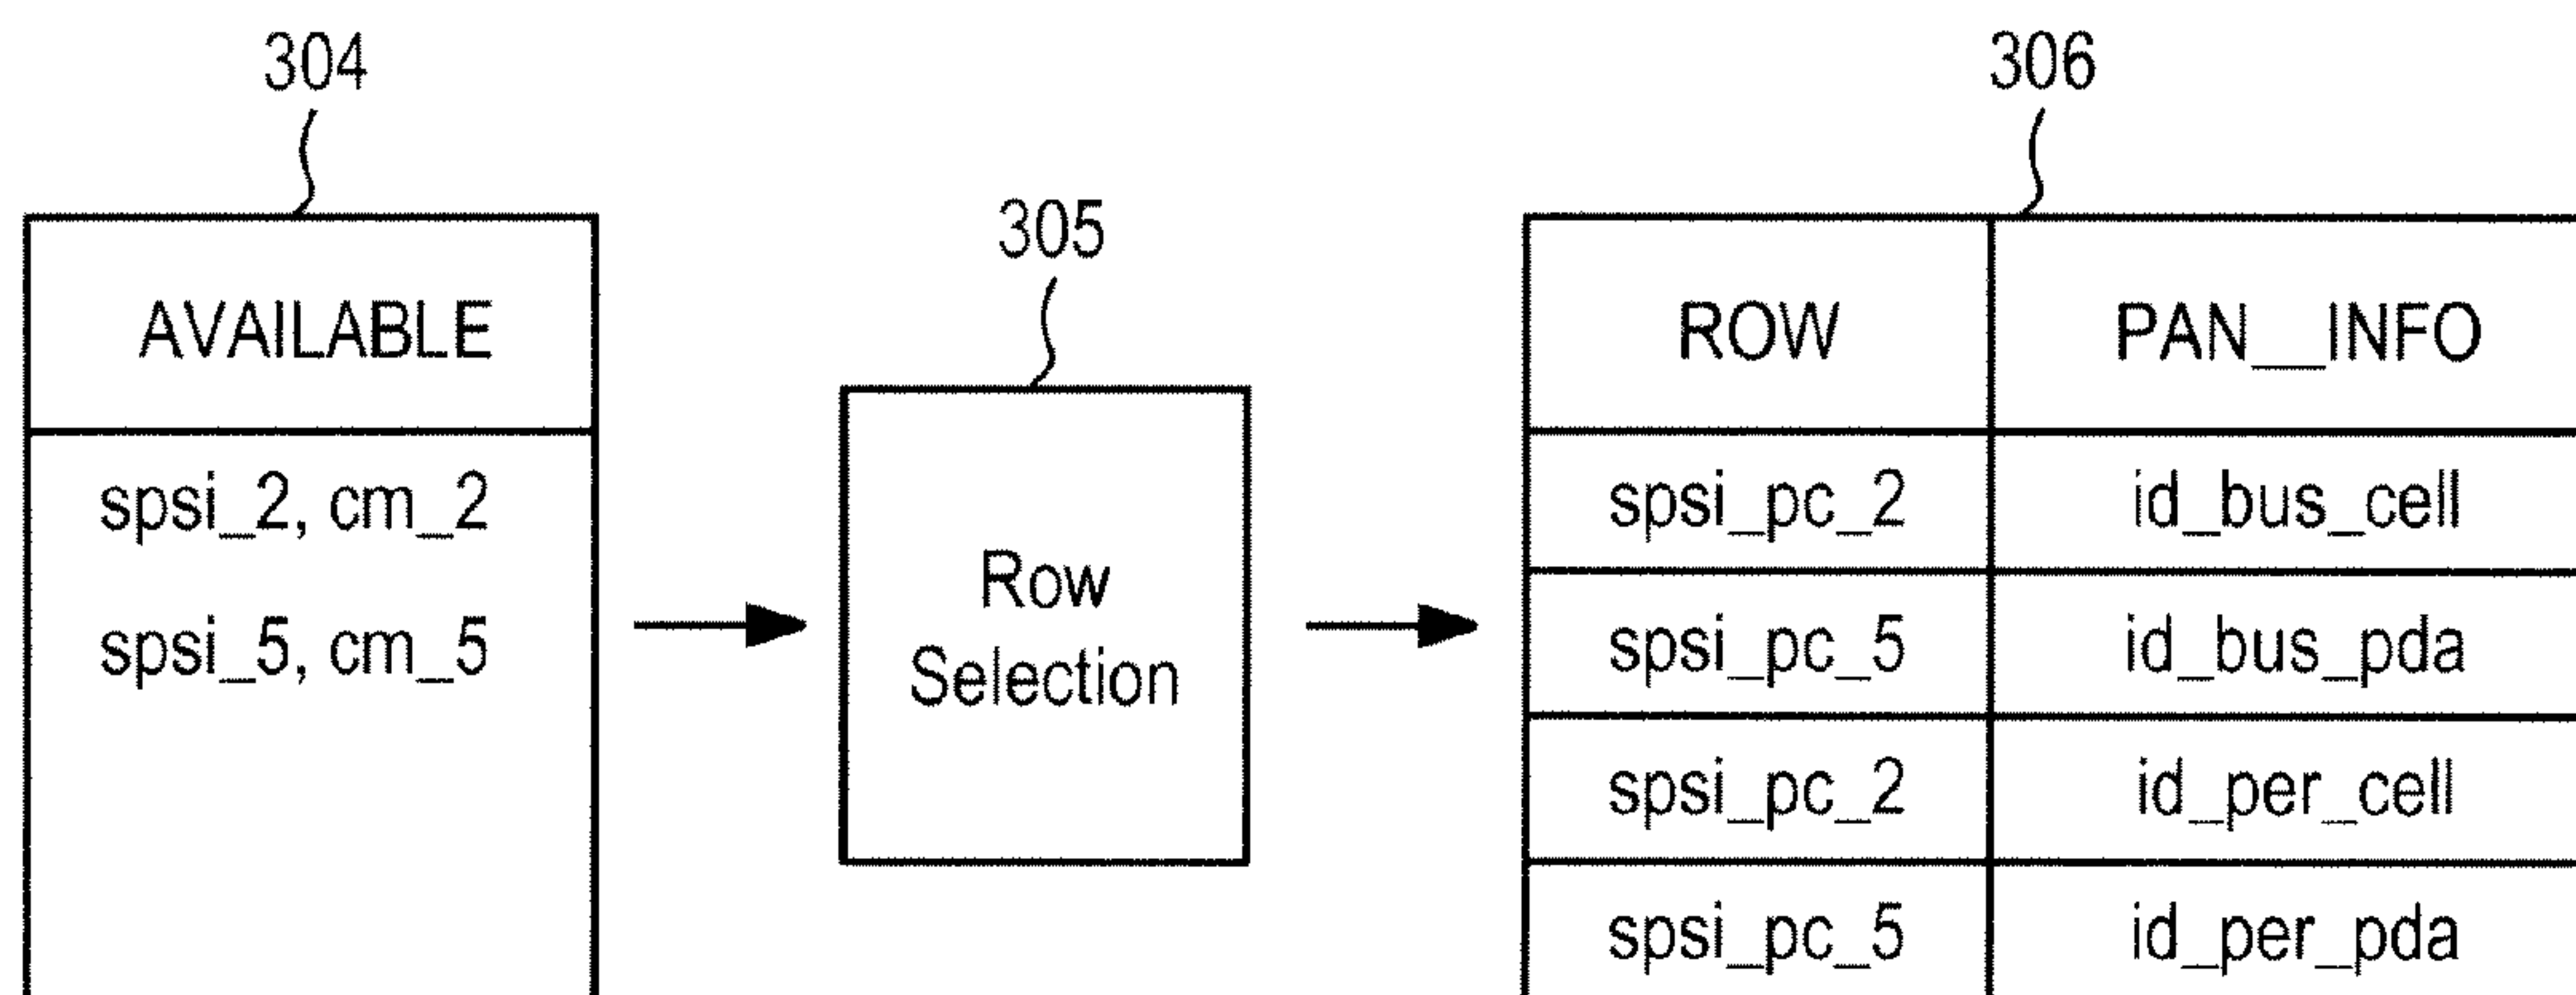 304
AVAILABLE
spsi_2, cm_2
spsi_5, cm_5
305
Row
Selection
306
ROW PAN__INFO
spsi_pc_2 id_bus_cell
spsi_pc_5 id_bus_pda
spsi_pc_2 id_per_cell
spsi_pc_5 id_per_pda